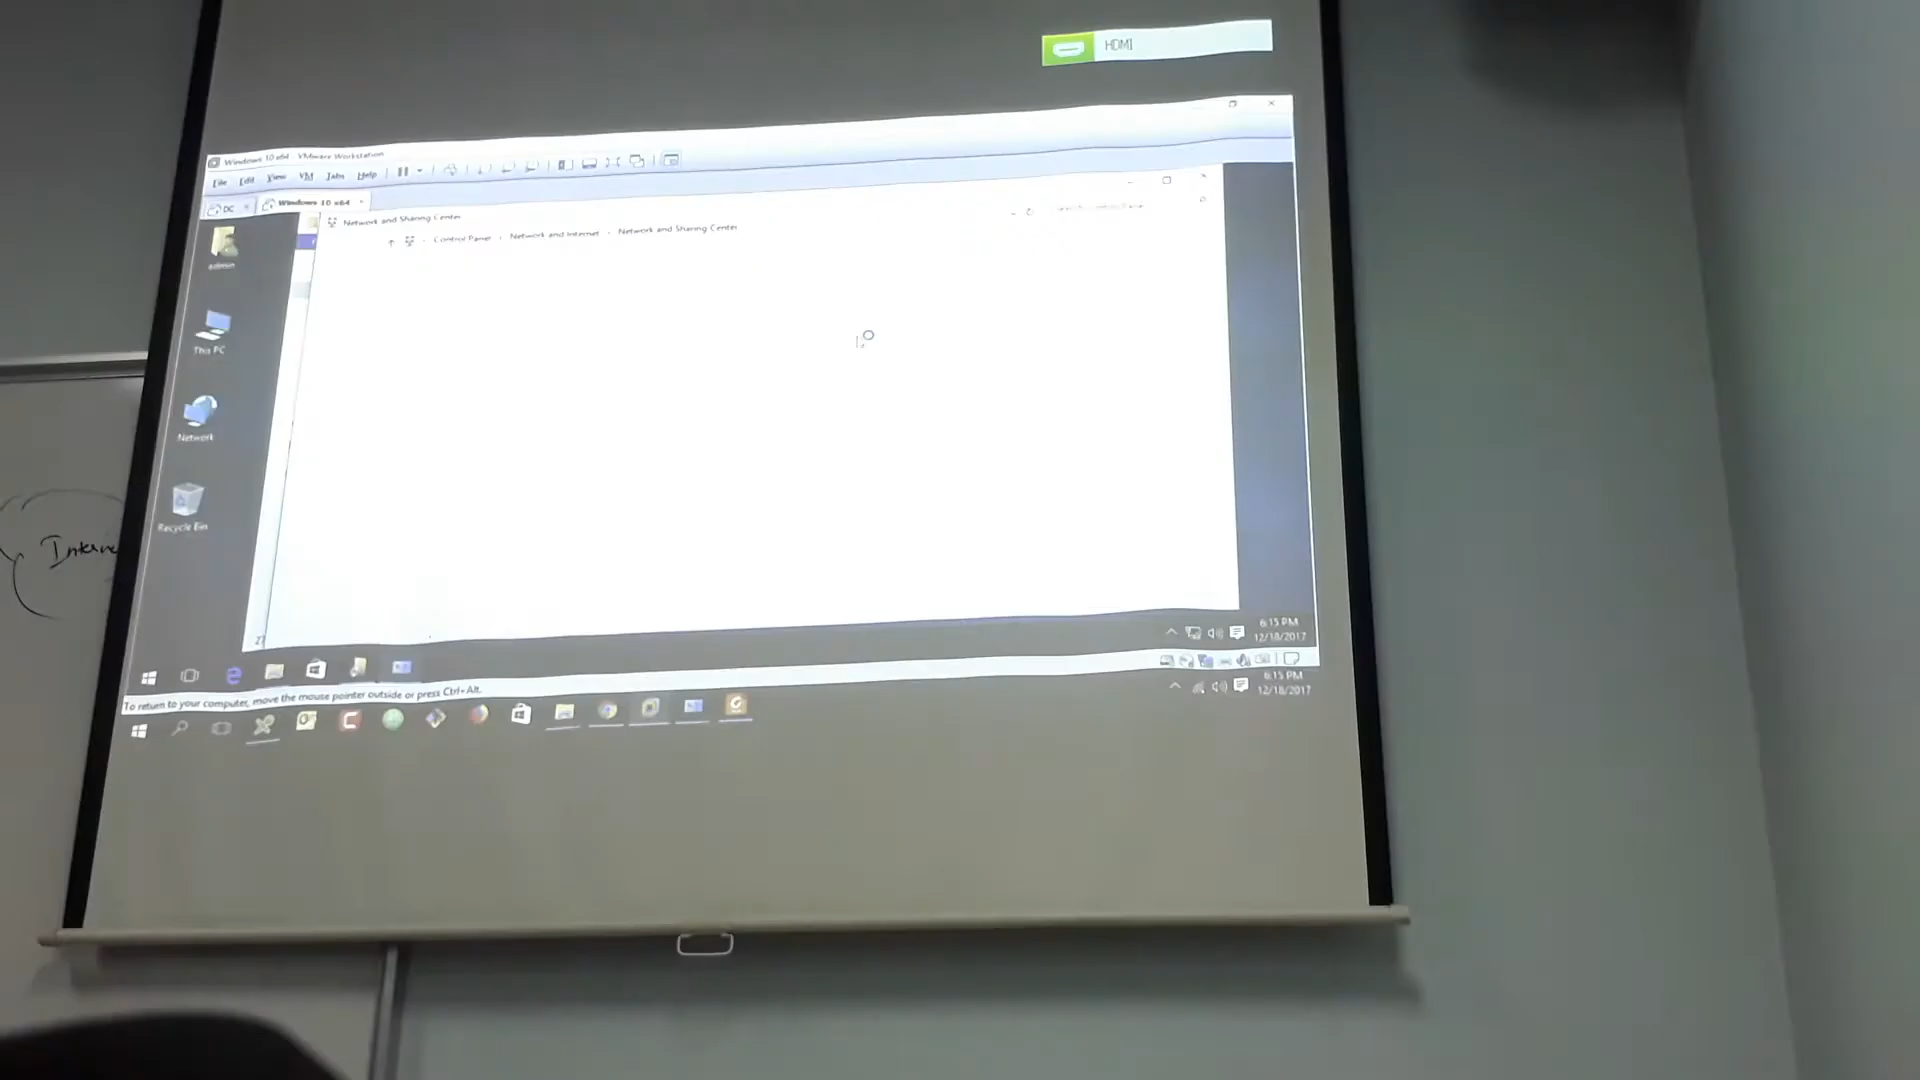 HDMI
Windows 10 x64 - VMware Workstation
File Edit View VM Tabs Help
DC
Windows 10 x64
Network and Sharing Center
Control Panel Network and Internet Network and Sharing Center
admin
This PC
Network
Recycle Bin
27
6:15 PM
12/18/2017
To return to your computer, move the mouse pointer outside or press Ctrl+Alt.
6:15 PM
12/18/2017